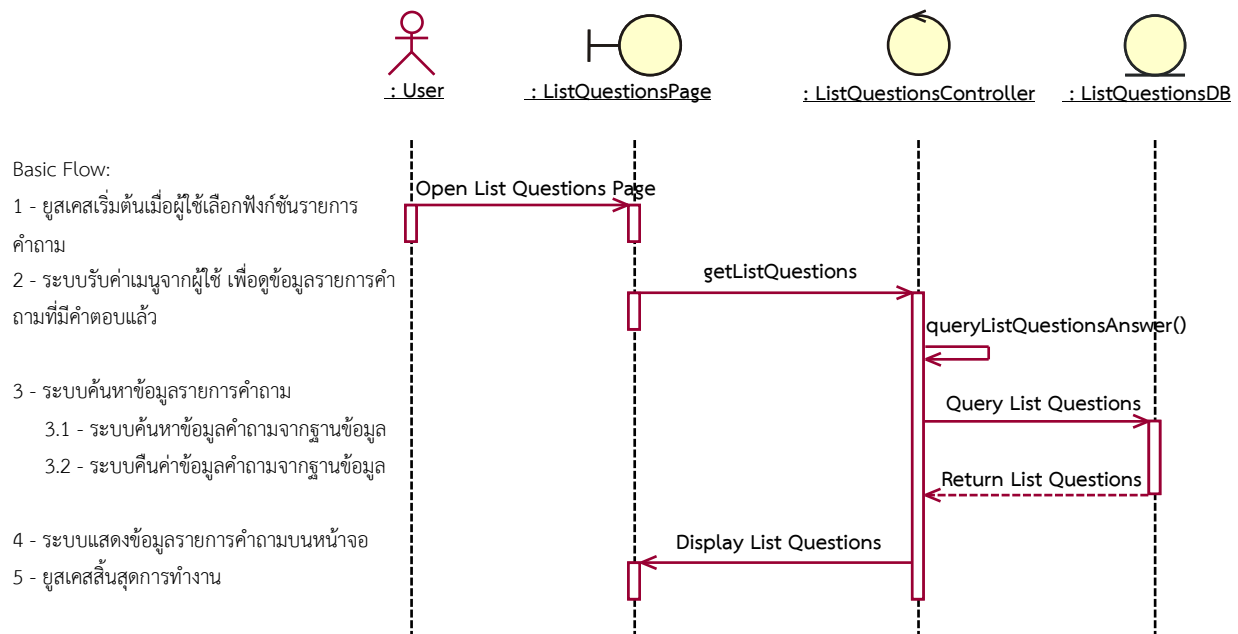 : User
: ListQuestionsPage
: ListQuestionsController
: ListQuestionsDB
Basic Flow:
1 - ยูสเคสเริ่มต้นเมื่อผู้ใช้เลือกฟังก์ชันรายการ
คำถาม
2 - ระบบรับค่าเมนูจากผู้ใช้ เพื่อดูข้อมูลรายการคำ
ถามที่มีคำตอบแล้ว
3 - ระบบค้นหาข้อมูลรายการคำถาม
3.1 - ระบบค้นหาข้อมูลคำถามจากฐานข้อมูล
3.2 - ระบบคืนค่าข้อมูลคำถามจากฐานข้อมูล
4 - ระบบแสดงข้อมูลรายการคำถามบนหน้าจอ
5 - ยูสเคสสิ้นสุดการทำงาน
Open List Questions Page
getListQuestions
queryListQuestionsAnswer()
Query List Questions
Return List Questions
Display List Questions